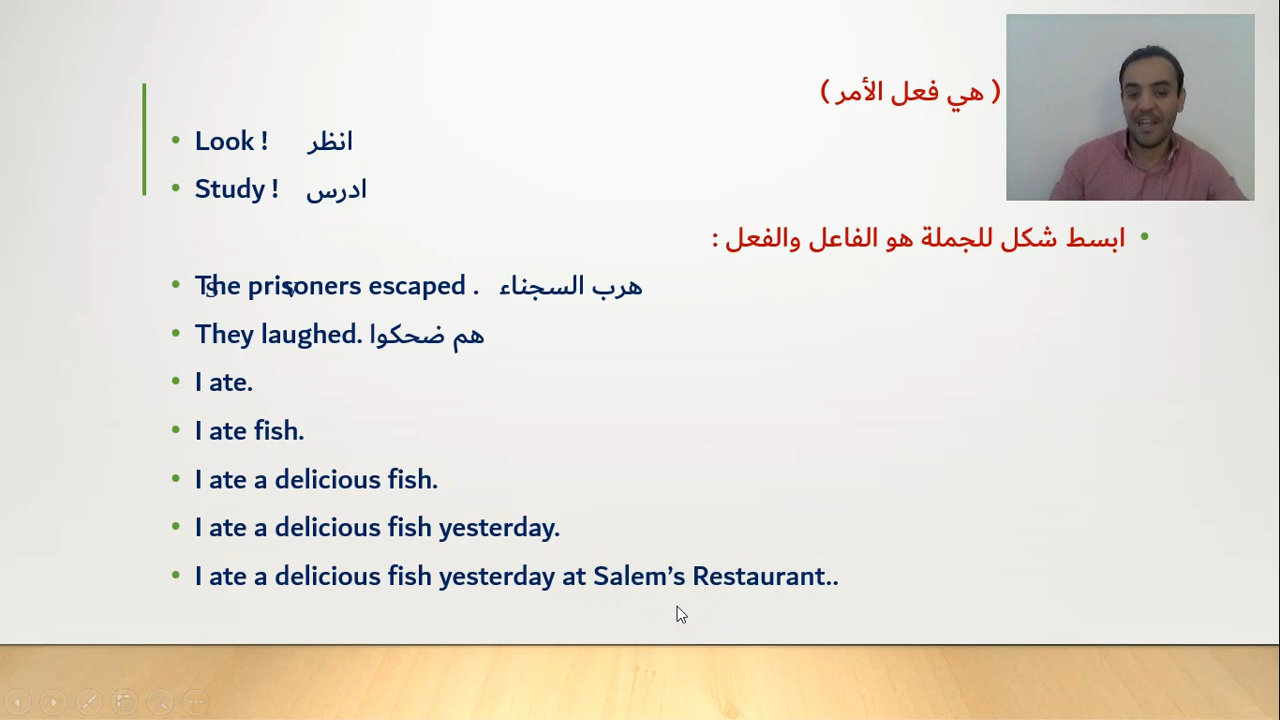 ( هي فعل الأمر )
Look ! انظر
Study ! ادرس
ابسط شكل للجملة هو الفاعل والفعل :
The prisoners escaped . هرب السجناء
S v
They laughed. هم ضحكوا
I ate.
I ate fish.
I ate a delicious fish.
I ate a delicious fish yesterday.
I ate a delicious fish yesterday at Salem’s Restaurant..